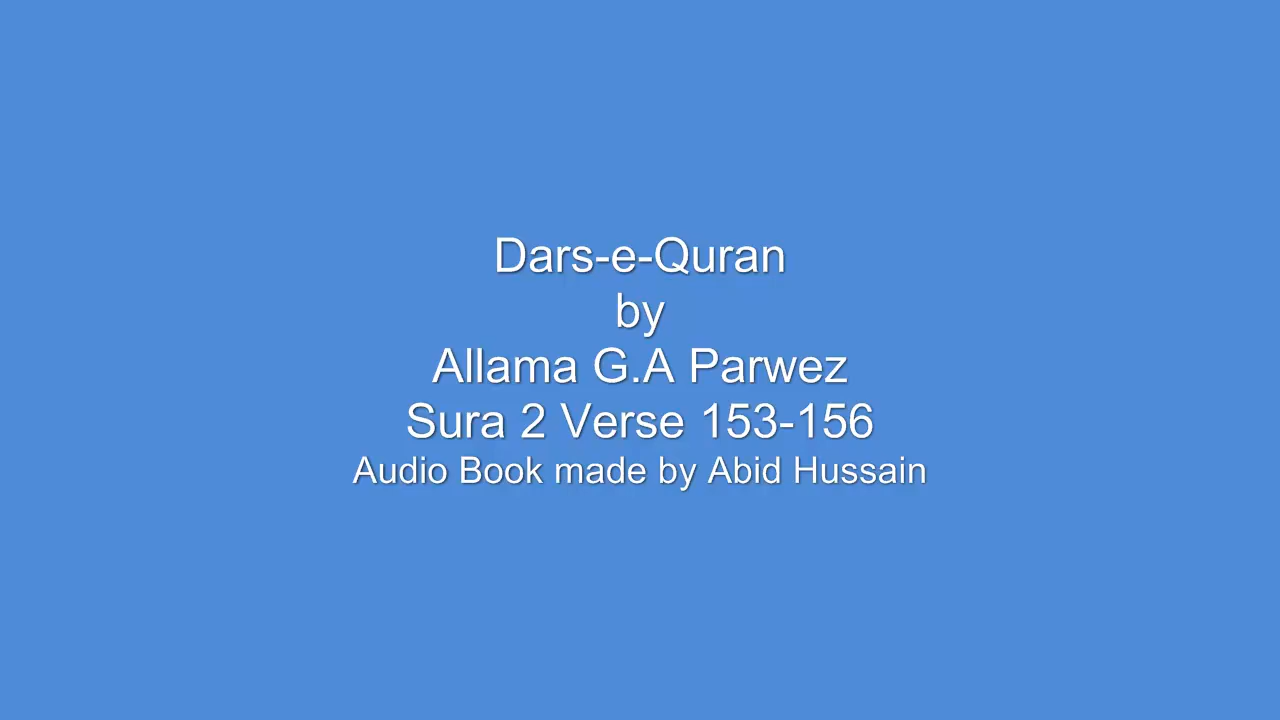 Dars-e-Quran
by
Allama G.A Parwez
Sura 2 Verse 153-156
Audio Book made by Abid Hussain